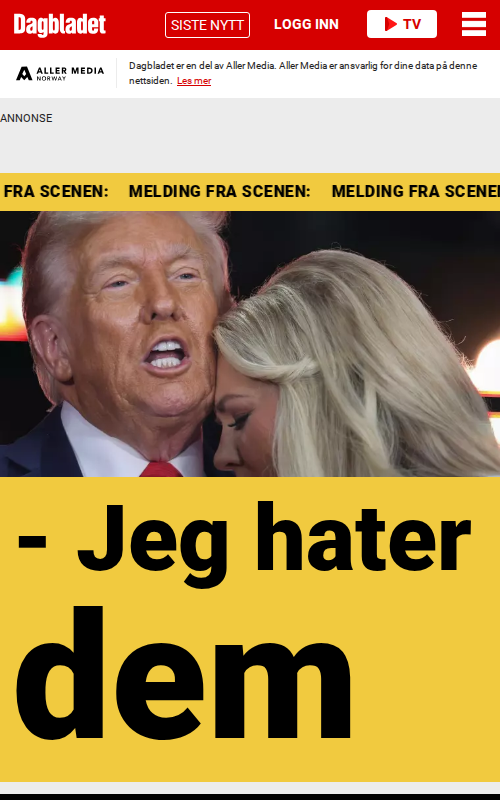 Dagbladet
SISTE NYTT
LOGG INN
TV
ALLER MEDIA
NORWAY
Dagbladet er en del av Aller Media. Aller Media er ansvarlig for dine data på denne
nettsiden. Les mer
ANNONSE
FRA SCENEN: MELDING FRA SCENEN: MELDING FRA SCENEN
- Jeg hater
dem